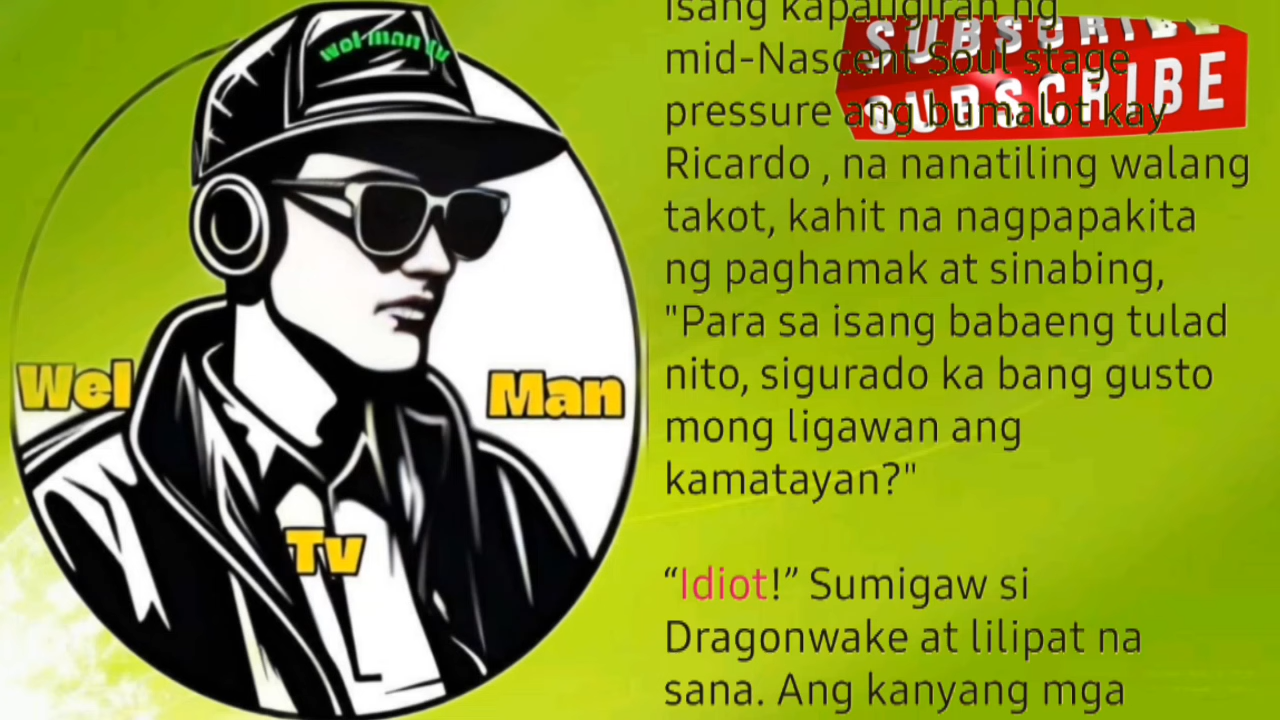 wel man tv
Wel
Man
Tv
SUBSCRIBE
SUBSCRIBE
isang kapaligiran ng
mid-Nascent Soul stage
pressure ang bumalot kay
Ricardo , na nanatiling walang
takot, kahit na nagpapakita
ng paghamak at sinabing,
"Para sa isang babaeng tulad
nito, sigurado ka bang gusto
mong ligawan ang
kamatayan?"
“Idiot!” Sumigaw si
Dragonwake at lilipat na
sana. Ang kanyang mga